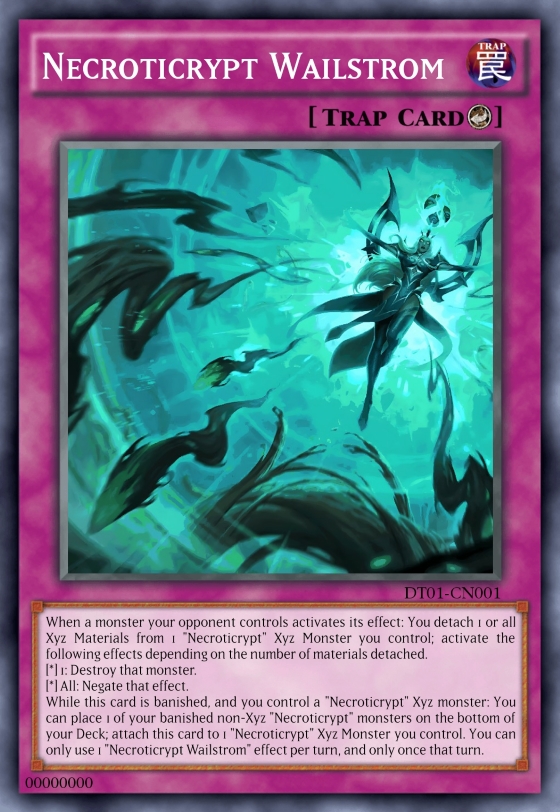 Necroticrypt Wailstrom
TRAP
罠
[ Trap Card ]
DT01-CN001
When a monster your opponent controls activates its effect: You detach 1 or all
Xyz Materials from 1 "Necroticrypt" Xyz Monster you control; activate the
following effects depending on the number of materials detached.
[*] 1: Destroy that monster.
[*] All: Negate that effect.
While this card is banished, and you control a "Necroticrypt" Xyz monster: You
can place 1 of your banished non-Xyz "Necroticrypt" monsters on the bottom of
your Deck; attach this card to 1 "Necroticrypt" Xyz Monster you control. You can
only use 1 "Necroticrypt Wailstrom" effect per turn, and only once that turn.
00000000